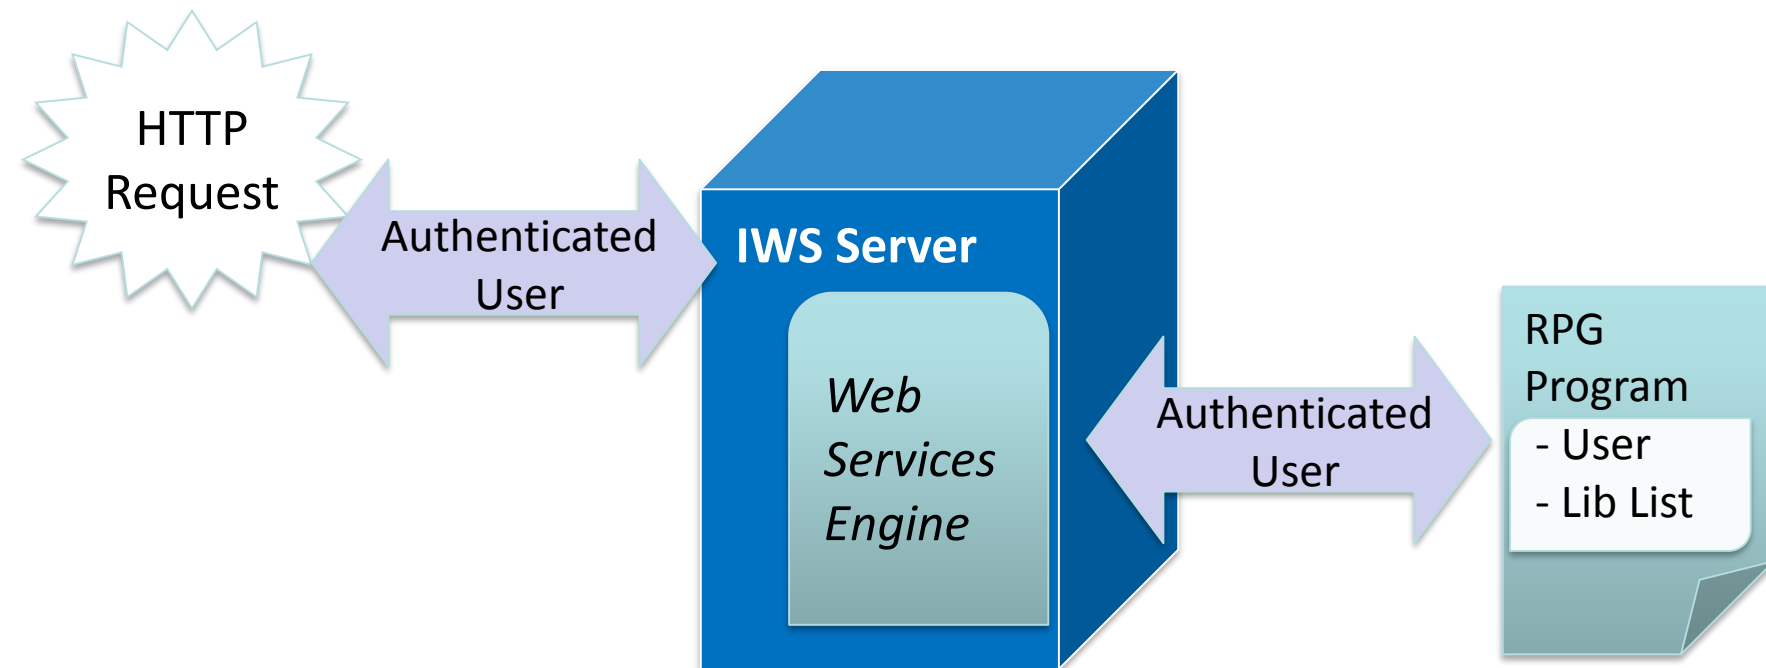 HTTP
Request
Authenticated
User
IWS Server
Web
Services
Engine
Authenticated
User
RPG
Program
- User
- Lib List